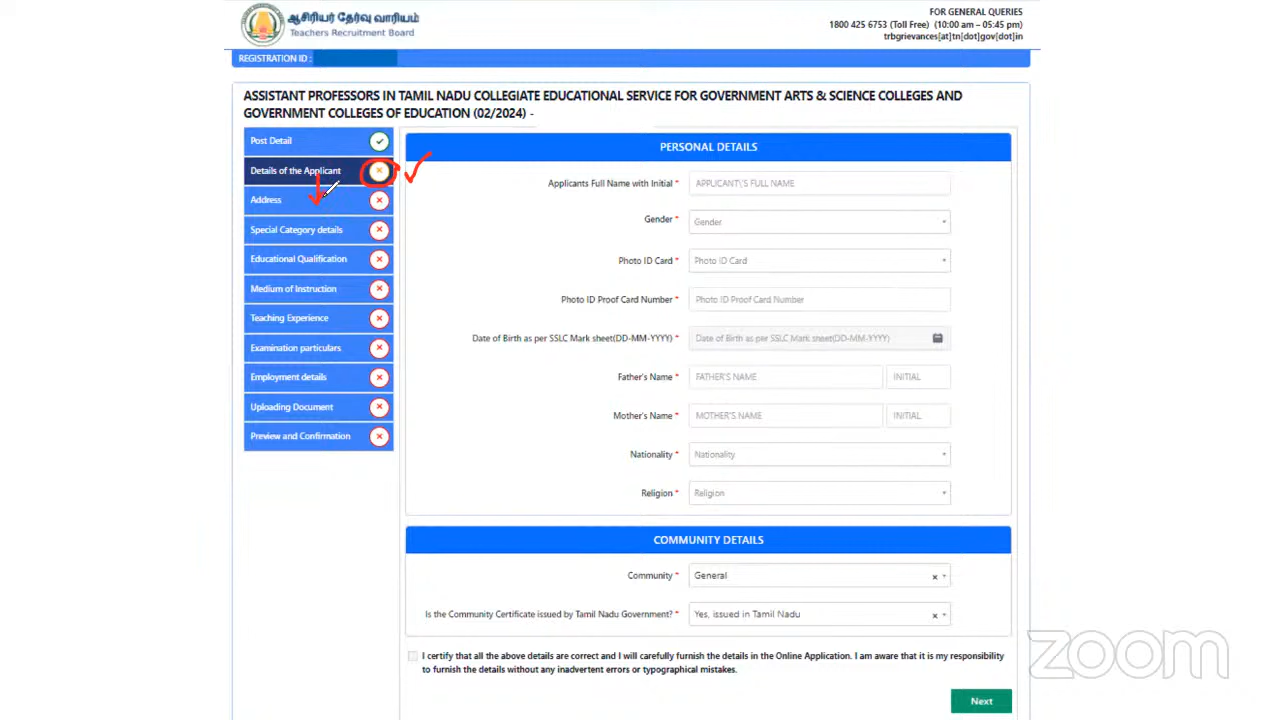 ஆசிரியர் தேர்வு வாரியம்
Teachers Recruitment Board
FOR GENERAL QUERIES
1800 425 6753 (Toll Free) (10:00 am – 05:45 pm)
trbgrievances[at]tn[dot]gov[dot]in
REGISTRATION ID :
ASSISTANT PROFESSORS IN TAMIL NADU COLLEGIATE EDUCATIONAL SERVICE FOR GOVERNMENT ARTS & SCIENCE COLLEGES AND
GOVERNMENT COLLEGES OF EDUCATION (02/2024) -
Post Detail
Details of the Applicant
Address
Special Category details
Educational Qualification
Medium of Instruction
Teaching Experience
Examination particulars
Employment details
Uploading Document
Preview and Confirmation
PERSONAL DETAILS
Applicants Full Name with Initial * APPLICANT\'S FULL NAME
Gender * Gender
Photo ID Card * Photo ID Card
Photo ID Proof Card Number * Photo ID Proof Card Number
Date of Birth as per SSLC Mark sheet(DD-MM-YYYY) * Date of Birth as per SSLC Mark sheet(DD-MM-YYYY)
Father's Name * FATHER'S NAME INITIAL
Mother's Name * MOTHER'S NAME INITIAL
Nationality * Nationality
Religion * Religion
COMMUNITY DETAILS
Community * General
Is the Community Certificate issued by Tamil Nadu Government? * Yes, issued in Tamil Nadu
I certify that all the above details are correct and I will carefully furnish the details in the Online Application. I am aware that it is my responsibility
to furnish the details without any inadvertent errors or typographical mistakes.
Next
zoom